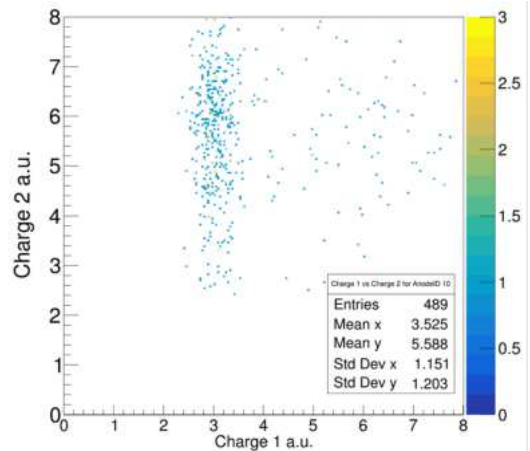 8
7
6
5
4
3
2
1
0
Charge 2 a.u.
0 1 2 3 4 5 6 7 8
Charge 1 a.u.
Charge 1 vs Charge 2 for AnodeID 10
Entries 489
Mean x 3.525
Mean y 5.588
Std Dev x 1.151
Std Dev y 1.203
3
2.5
2
1.5
1
0.5
0